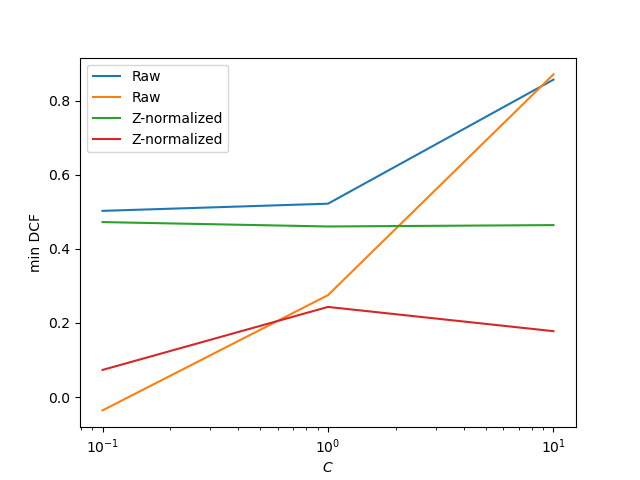 Raw
Raw
Z-normalized
Z-normalized
min DCF
0.8
0.6
0.4
0.2
0.0
10⁻¹
10⁰
10¹
C